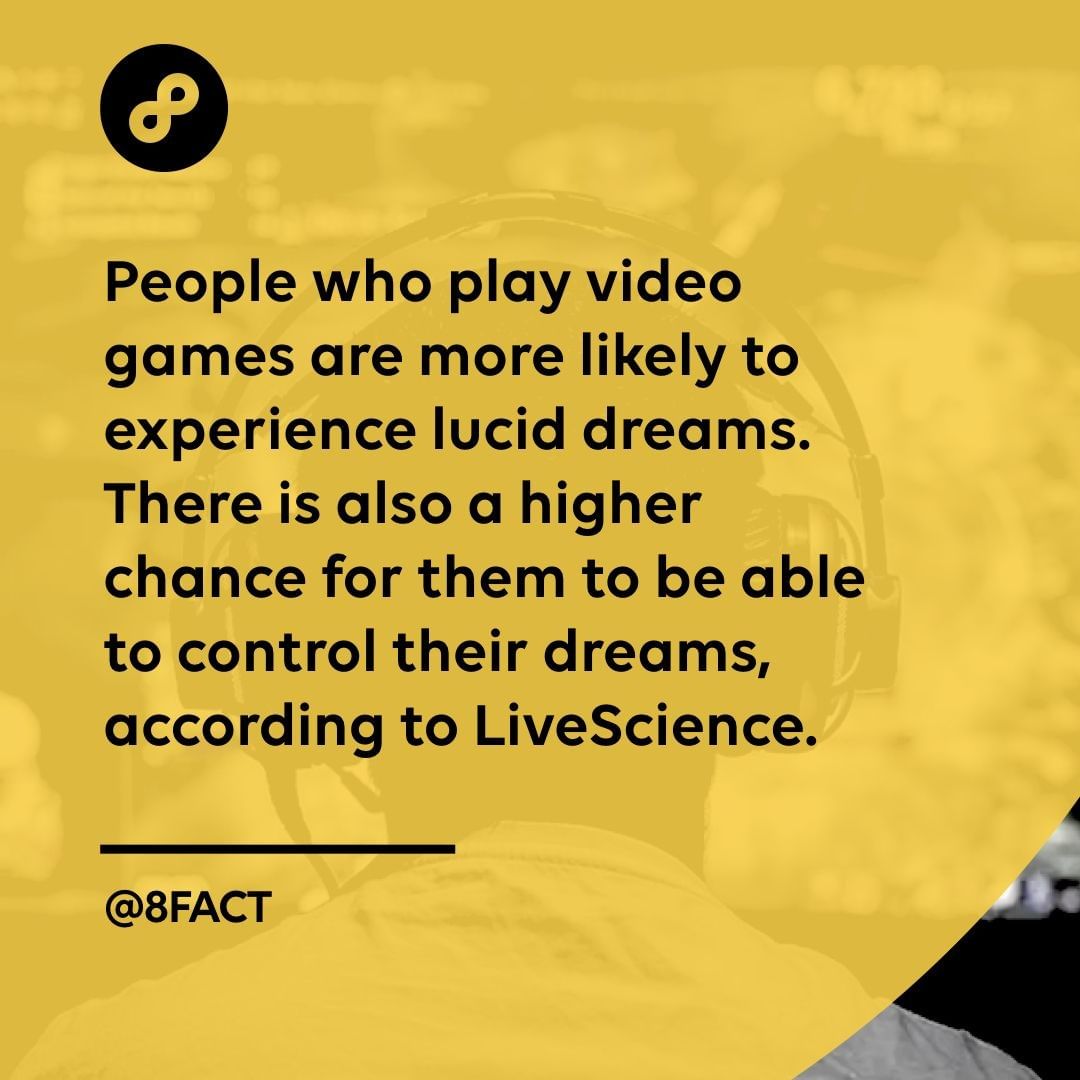 People who play video
games are more likely to
experience lucid dreams.
There is also a higher
chance for them to be able
to control their dreams,
according to LiveScience.
@8FACT